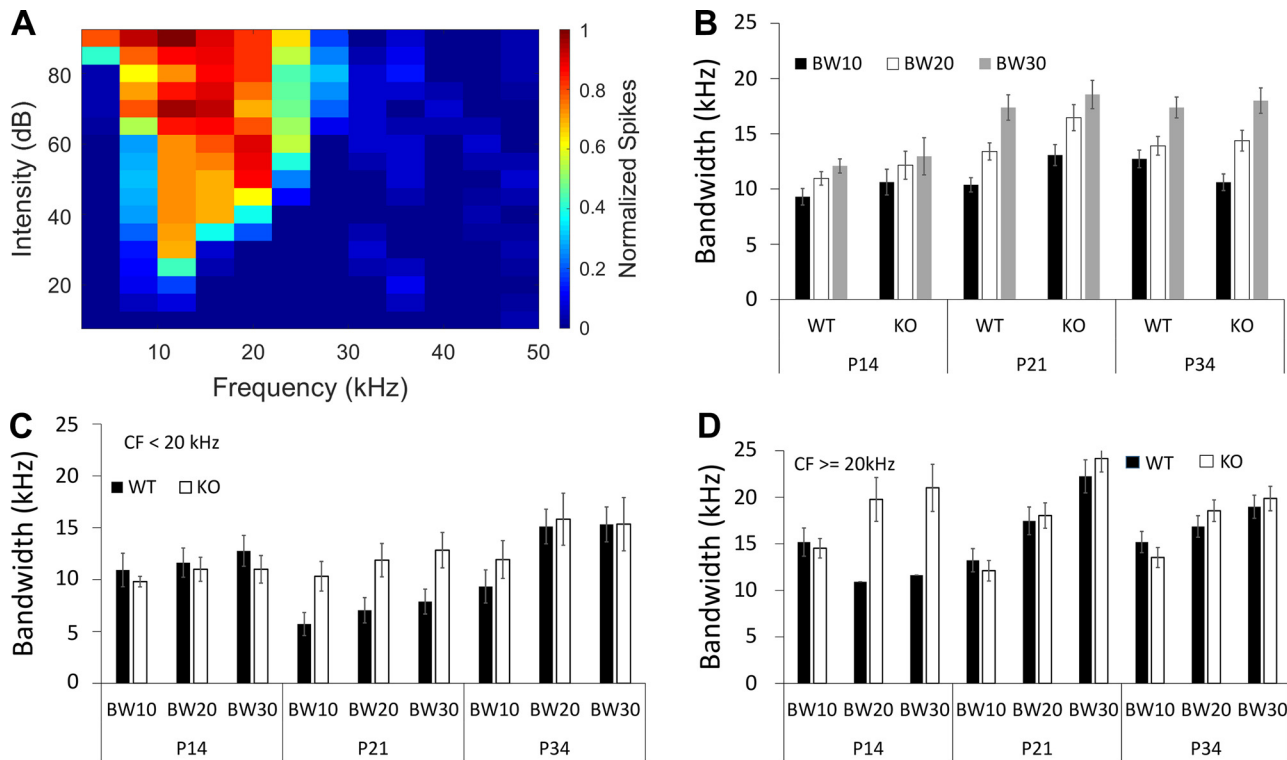 A
Intensity (dB)
80
60
40
20
10 20 30 40 50
Frequency (kHz)
1
0.8
0.6
0.4
0.2
0
Normalized Spikes
B
Bandwidth (kHz)
25
20
15
10
5
0
BW10 BW20 BW30
WT KO WT KO WT KO
P14 P21 P34
C
Bandwidth (kHz)
25
20
15
10
5
0
CF < 20 kHz
WT KO
BW10 BW20 BW30 BW10 BW20 BW30 BW10 BW20 BW30
P14 P21 P34
D
Bandwidth (kHz)
25
20
15
10
5
0
CF >= 20kHz
WT KO
BW10 BW20 BW30 BW10 BW20 BW30 BW10 BW20 BW30
P14 P21 P34